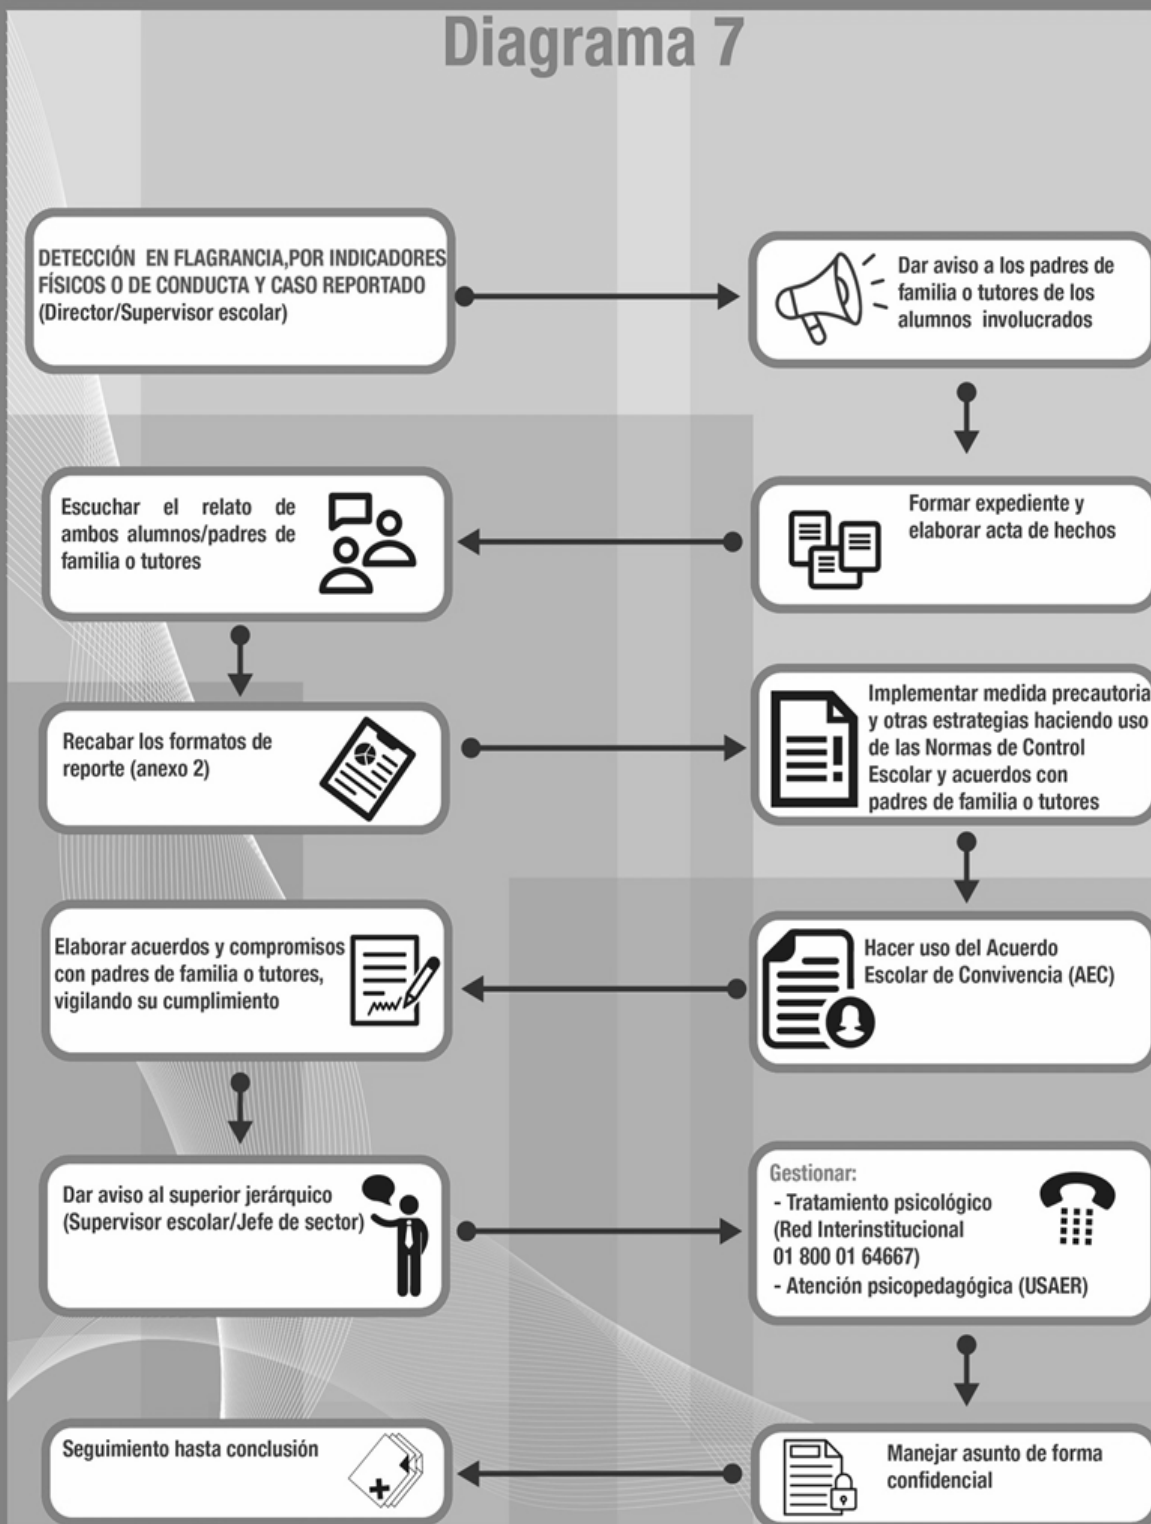 Diagrama 7
DETECCIÓN EN FLAGRANCIA,POR INDICADORES
FÍSICOS O DE CONDUCTA Y CASO REPORTADO
(Director/Supervisor escolar)
Dar aviso a los padres de
familia o tutores de los
alumnos involucrados
Formar expediente y
elaborar acta de hechos
Escuchar el relato de
ambos alumnos/padres de
familia o tutores
Recabar los formatos de
reporte (anexo 2)
Implementar medida precautoria
y otras estrategias haciendo uso
de las Normas de Control
Escolar y acuerdos con
padres de familia o tutores
Hacer uso del Acuerdo
Escolar de Convivencia (AEC)
Elaborar acuerdos y compromisos
con padres de familia o tutores,
vigilando su cumplimiento
Dar aviso al superior jerárquico
(Supervisor escolar/Jefe de sector)
Gestionar:
- Tratamiento psicológico
(Red Interinstitucional
01 800 01 64667)
- Atención psicopedagógica (USAER)
Manejar asunto de forma
confidencial
Seguimiento hasta conclusión